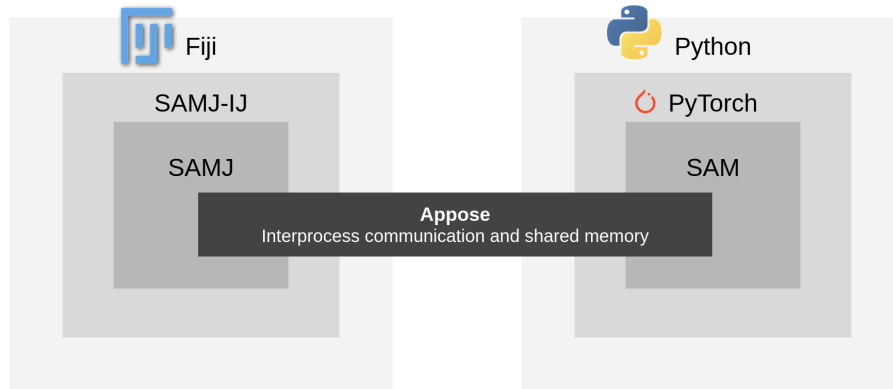 Fiji
Python
SAMJ-IJ
PyTorch
SAMJ
SAM
Appose
Interprocess communication and shared memory